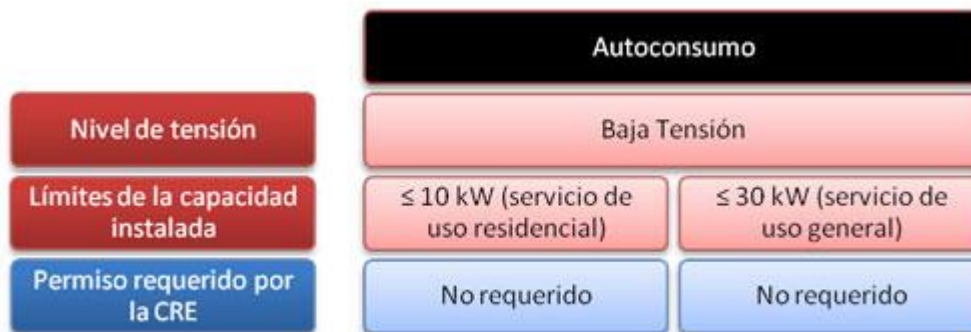 Autoconsumo
Nivel de tensión
Baja Tensión
Límites de la capacidad
instalada
≤ 10 kW (servicio de
uso residencial)
≤ 30 kW (servicio de
uso general)
Permiso requerido por
la CRE
No requerido
No requerido